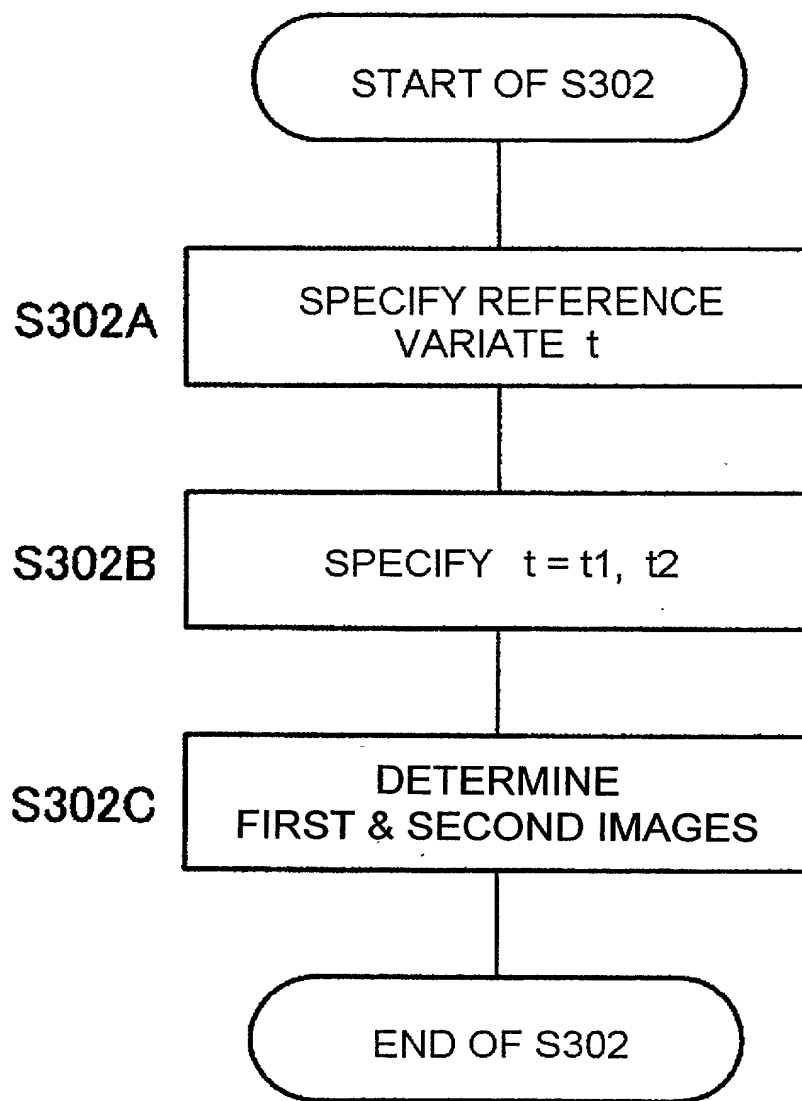 START OF S302
S302A
SPECIFY REFERENCE
VARIATE t
S302B
SPECIFY t = t1, t2
S302C
DETERMINE
FIRST & SECOND IMAGES
END OF S302